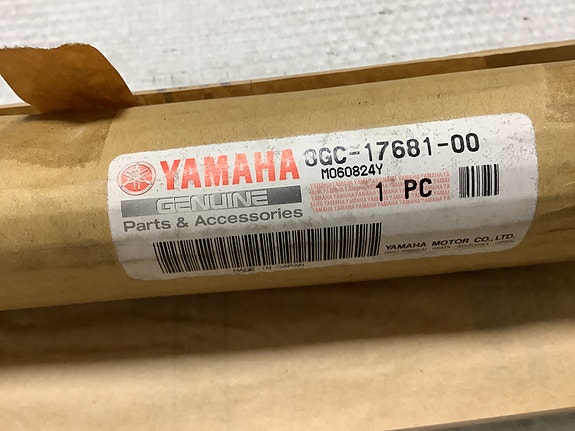 YAMAHA
8GC-17681-00
M060824Y
GENUINE
1 PC
Parts & Accessories
YAMAHA MOTOR CO., LTD.
MADE IN JAPAN